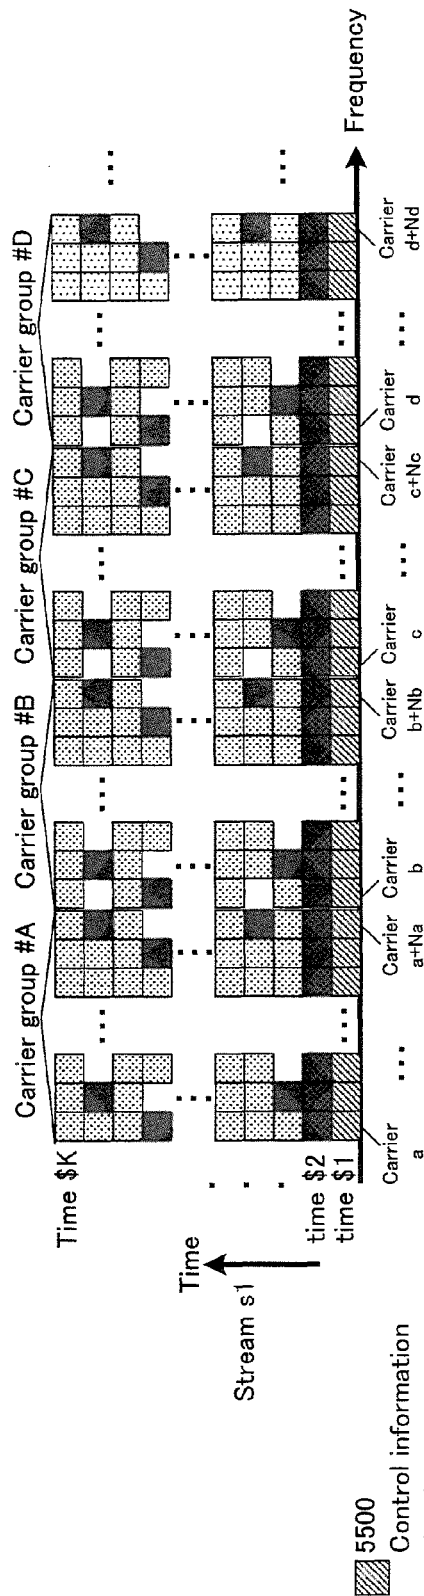 Carrier group #A
Carrier group #B
Carrier group #C
Carrier group #D
Time $K
time $2
time $1
Time
Stream s1
Frequency
Carrier
a
Carrier
a+Na
Carrier
b
Carrier
b+Nb
Carrier
c
Carrier
c+Nc
Carrier
d
Carrier
d+Nd
5500
Control information